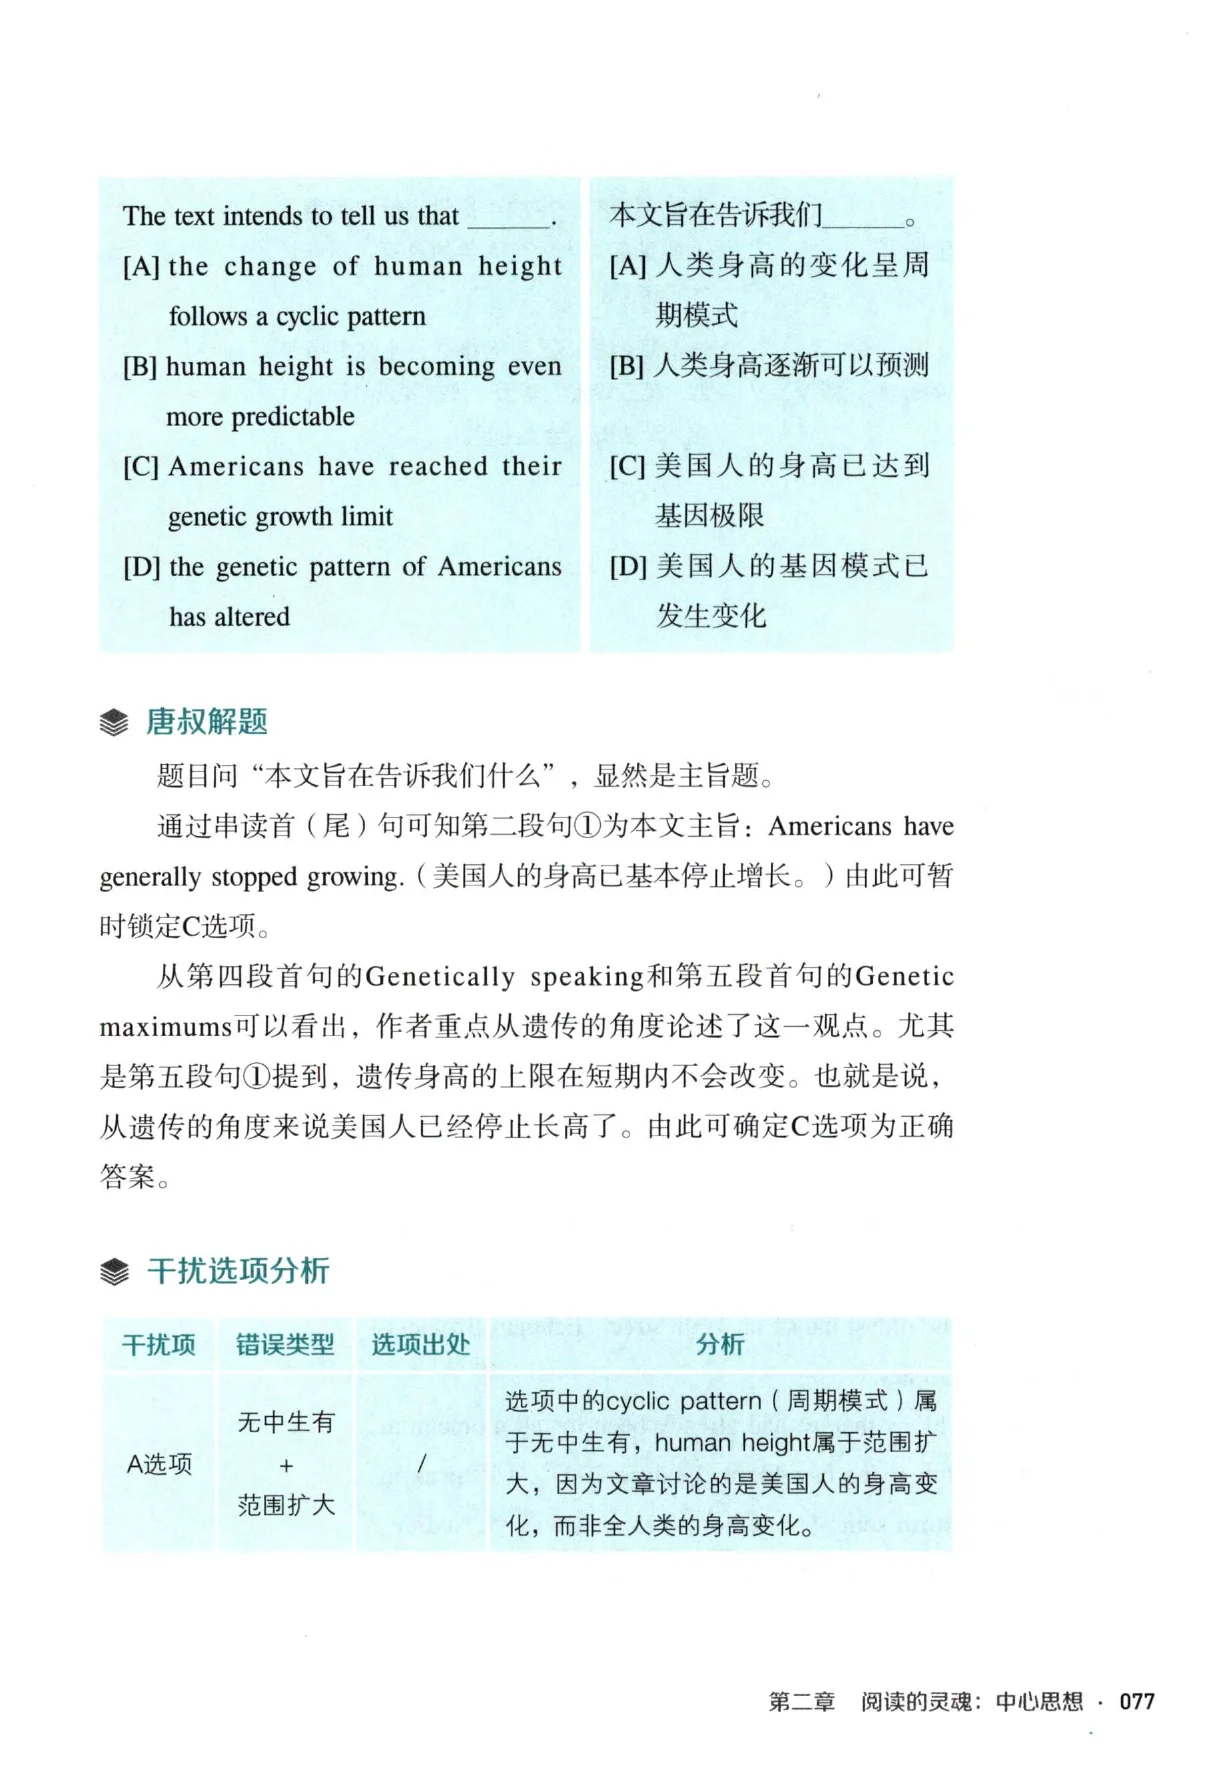 The text intends to tell us that ______.
[A] the change of human height
follows a cyclic pattern
[B] human height is becoming even
more predictable
[C] Americans have reached their
genetic growth limit
[D] the genetic pattern of Americans
has altered
本文旨在告诉我们______。
[A] 人类身高的变化呈周
期模式
[B] 人类身高逐渐可以预测
[C] 美国人的身高已达到
基因极限
[D] 美国人的基因模式已
发生变化
唐叔解题
题目问“本文旨在告诉我们什么”，显然是主旨题。
通过串读首（尾）句可知第二段句①为本文主旨：Americans have
generally stopped growing.（美国人的身高已基本停止增长。）由此可暂
时锁定C选项。
从第四段首句的Genetically speaking和第五段首句的Genetic
maximums可以看出，作者重点从遗传的角度论述了这一观点。尤其
是第五段句①提到，遗传身高的上限在短期内不会改变。也就是说，
从遗传的角度来说美国人已经停止长高了。由此可确定C选项为正确
答案。
干扰选项分析
干扰项 错误类型 选项出处 分析
A选项
无中生有
+
范围扩大
/
选项中的cyclic pattern（周期模式）属
于无中生有，human height属于范围扩
大，因为文章讨论的是美国人的身高变
化，而非全人类的身高变化。
第二章 阅读的灵魂：中心思想 · 077